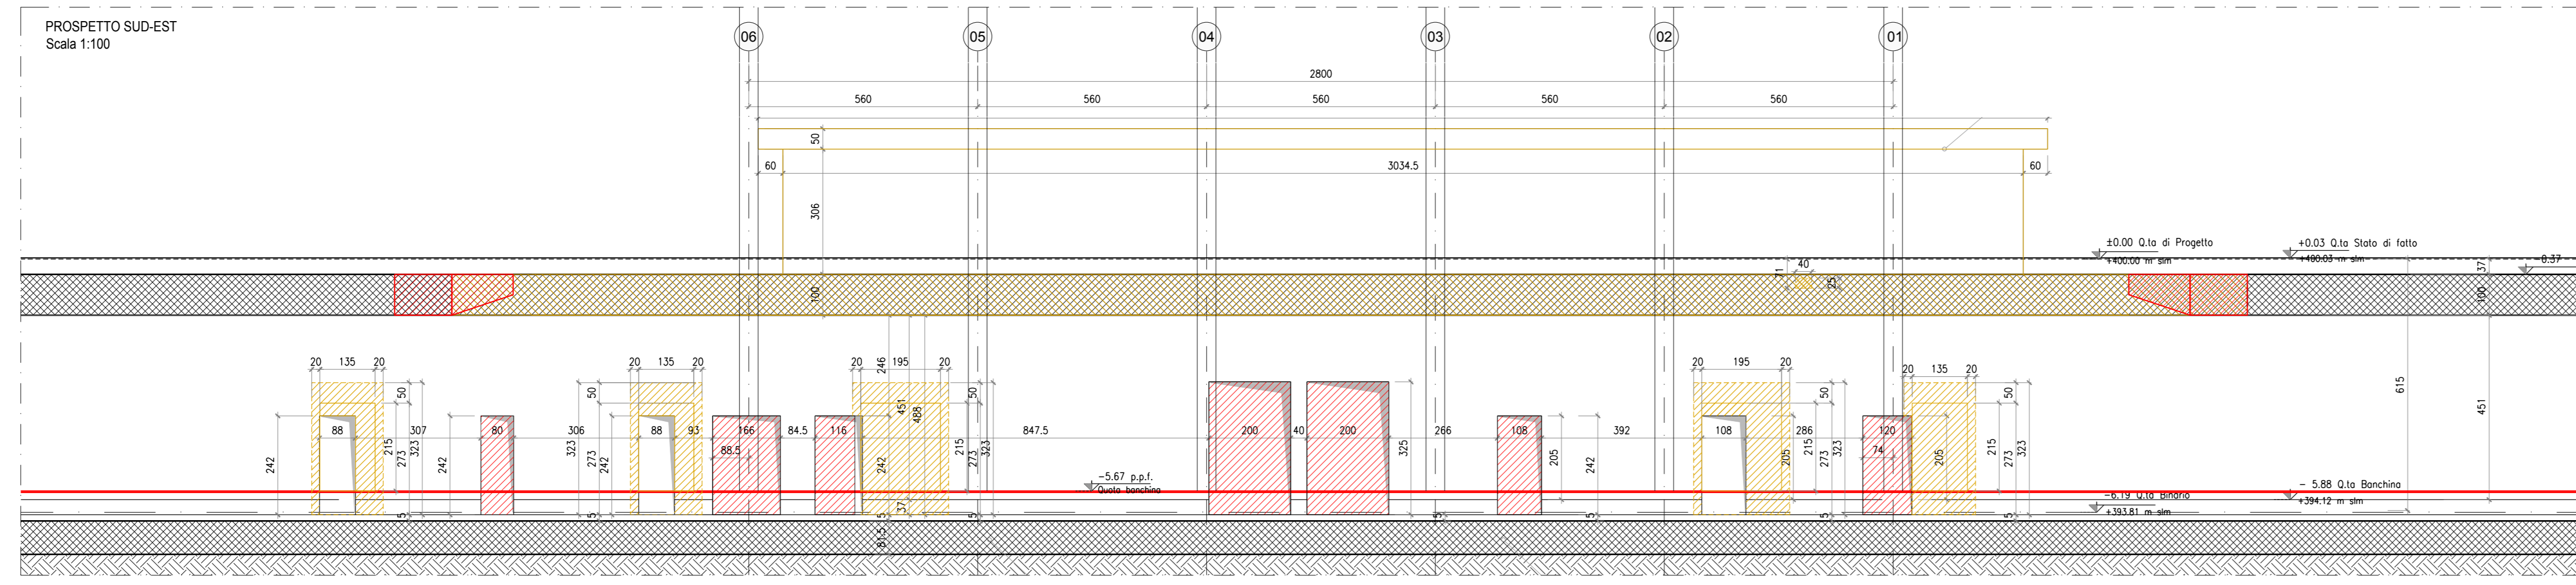 PROSPETTO SUD-EST
Scala 1:100
06 05 04 03 02 01
2800
560 560 560 560 560
50
60 3034.5 60
306
±0.00 Q.ta di Progetto
+400.00 m slm
+0.03 Q.ta Stato di fatto
+400.03 m slm
-0.37
37
71 40 25
100 100
615
20 135 20 20 135 20 20 195 20 20 195 20 20 135 20
246
451
488
451
50 50 50 50 50
88 307 80 306 88 93 166 84.5 116 847.5 200 40 200 266 108 392 108 286 120
88.5 74
242 215 273 323 242 323 273 242 242 215 273 323 325 205 242 205 215 273 323 205 215 273 323
-5.67 p.p.f.
Quota banchina
- 5.88 Q.ta Banchina
+394.12 m slm
-6.19 Q.ta Binario
+393.81 m slm
37
5 5 5 5 5 5 5 5
81.5